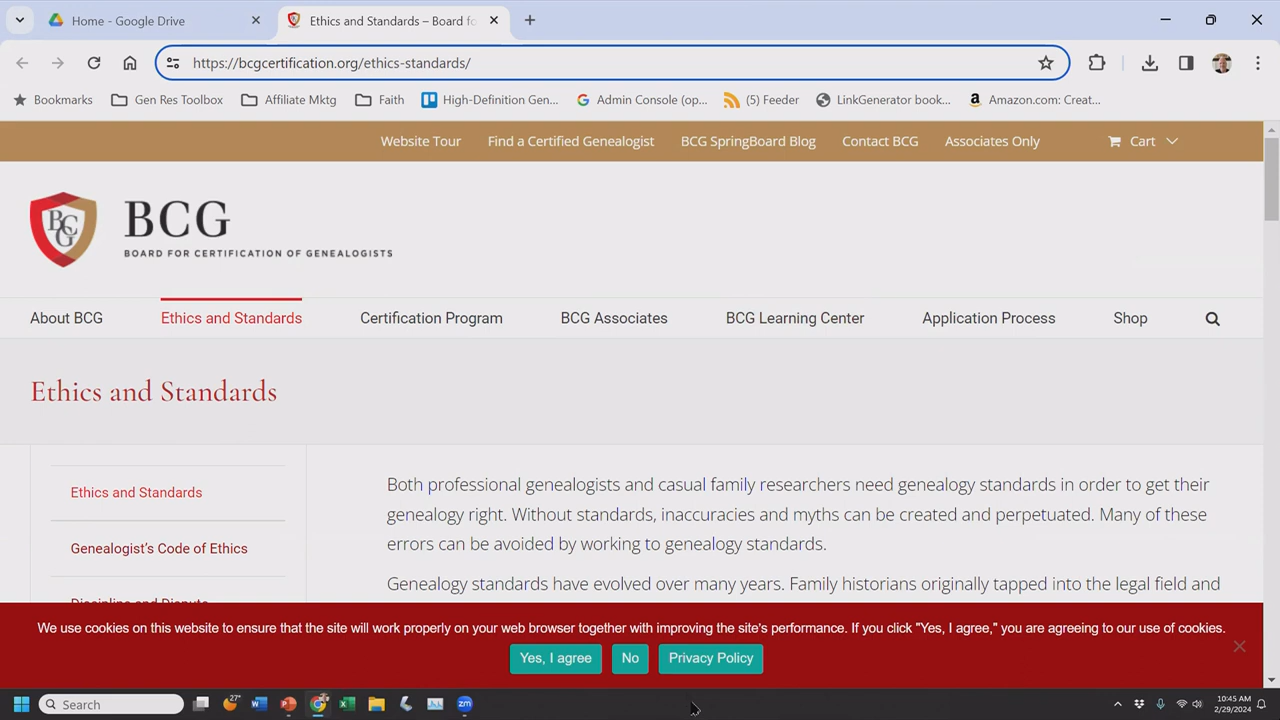 Home - Google Drive
Ethics and Standards – Board fo
https://bcgcertification.org/ethics-standards/
Bookmarks
Gen Res Toolbox
Affiliate Mktg
Faith
High-Definition Gen...
Admin Console (op...
(5) Feeder
LinkGenerator book...
Amazon.com: Creat...
Website Tour
Find a Certified Genealogist
BCG SpringBoard Blog
Contact BCG
Associates Only
Cart
BCG
BCG
BOARD FOR CERTIFICATION OF GENEALOGISTS
About BCG
Ethics and Standards
Certification Program
BCG Associates
BCG Learning Center
Application Process
Shop
Ethics and Standards
Ethics and Standards
Genealogist's Code of Ethics
Discipline and Dispute
Both professional genealogists and casual family researchers need genealogy standards in order to get their
genealogy right. Without standards, inaccuracies and myths can be created and perpetuated. Many of these
errors can be avoided by working to genealogy standards.
Genealogy standards have evolved over many years. Family historians originally tapped into the legal field and
We use cookies on this website to ensure that the site will work properly on your web browser together with improving the site's performance. If you click "Yes, I agree," you are agreeing to our use of cookies.
Yes, I agree
No
Privacy Policy
Search
27°
10:45 AM
2/29/2024